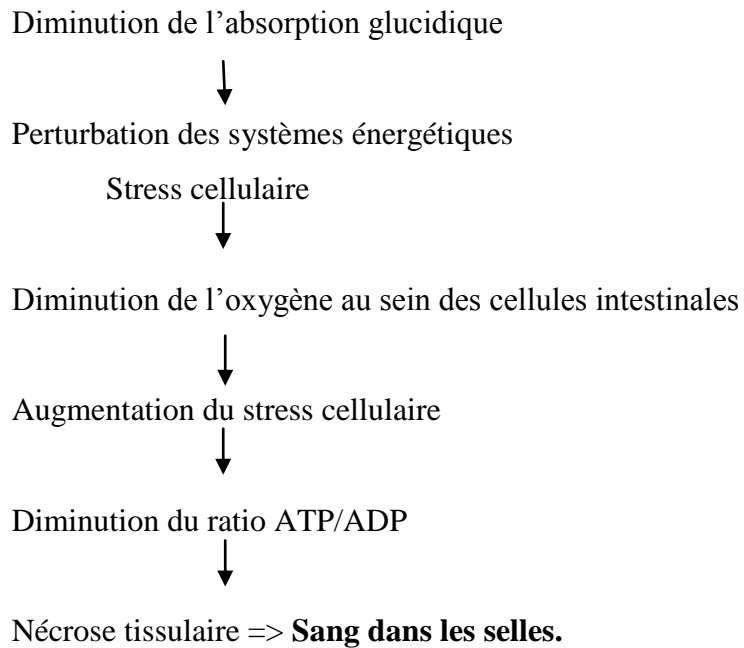 Diminution de l’absorption glucidique
Perturbation des systèmes énergétiques
Stress cellulaire
Diminution de l’oxygène au sein des cellules intestinales
Augmentation du stress cellulaire
Diminution du ratio ATP/ADP
Nécrose tissulaire => Sang dans les selles.